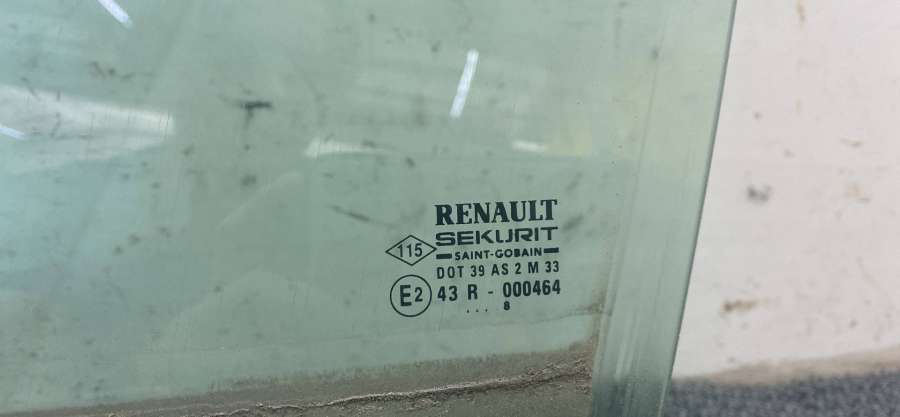 RENAULT
SEKURIT
SAINT-GOBAIN
115
DOT 39 AS 2 M 33
E2 43 R - 000464
... 8